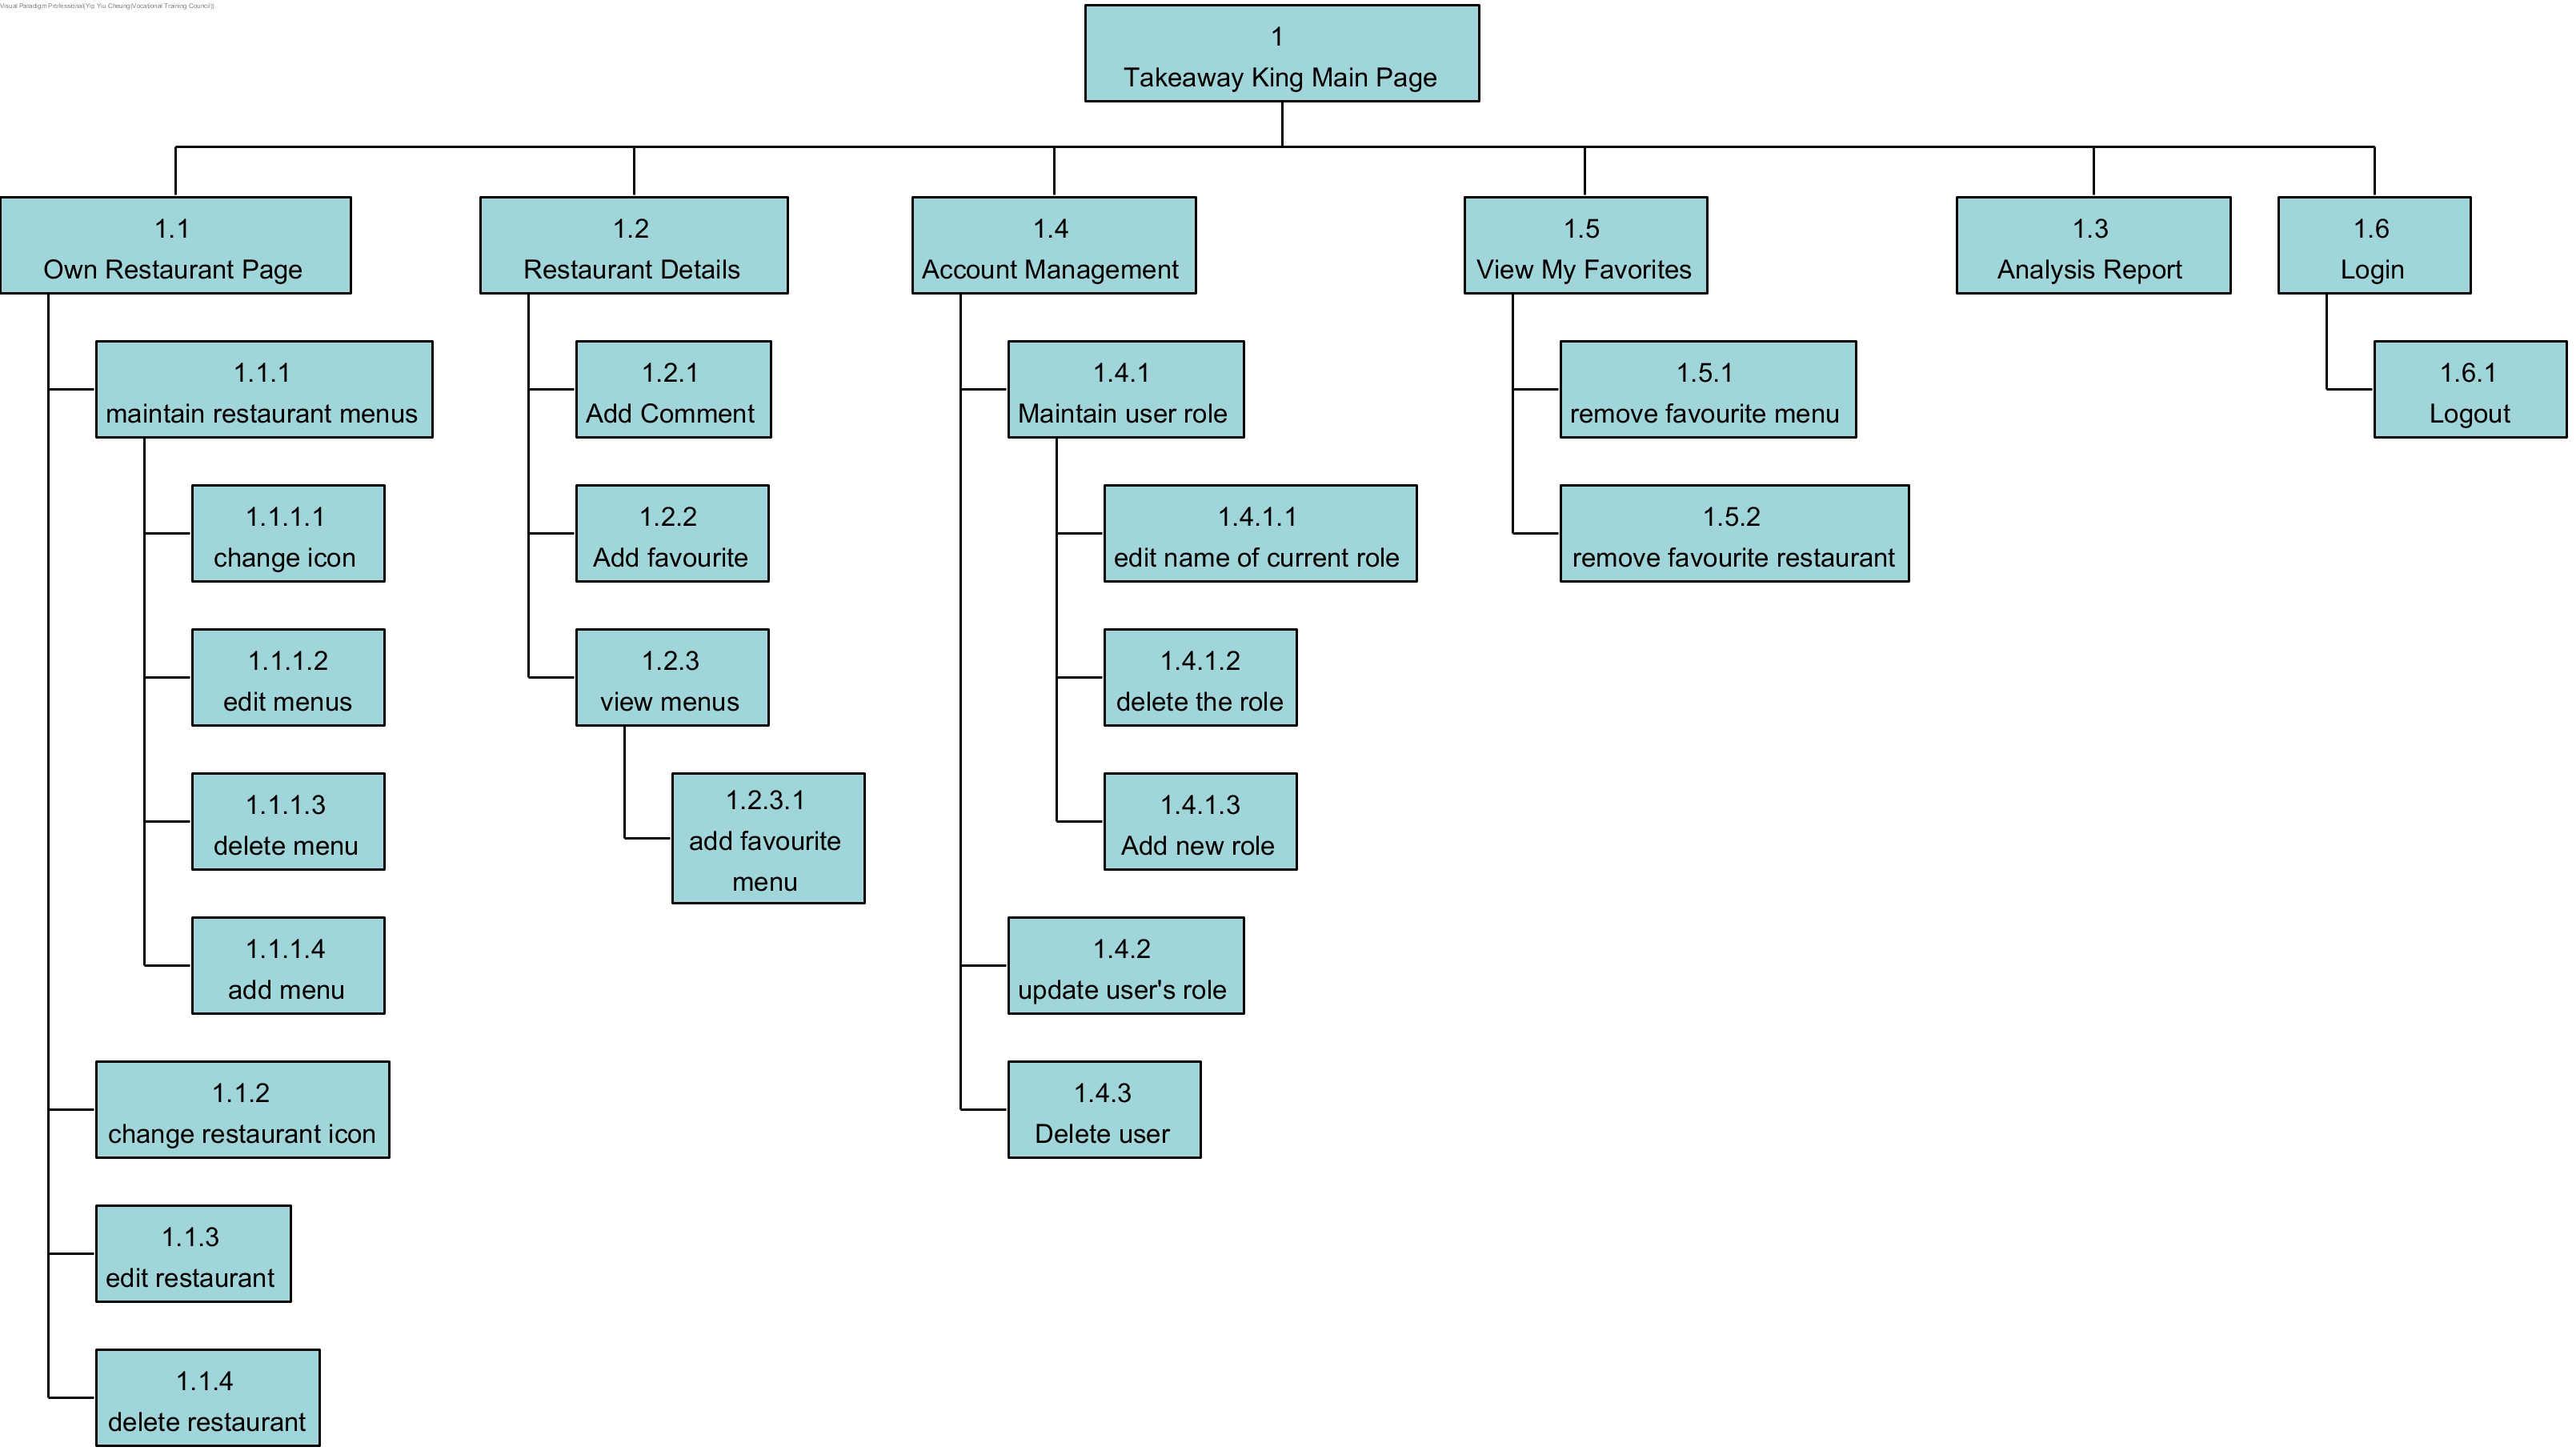 Visual Paradigm Professional(Yip Yiu Cheung(Vocational Training Council))
1
Takeaway King Main Page
1.1
Own Restaurant Page
1.2
Restaurant Details
1.4
Account Management
1.5
View My Favorites
1.3
Analysis Report
1.6
Login
1.1.1
maintain restaurant menus
1.2.1
Add Comment
1.4.1
Maintain user role
1.5.1
remove favourite menu
1.6.1
Logout
1.1.1.1
change icon
1.2.2
Add favourite
1.4.1.1
edit name of current role
1.5.2
remove favourite restaurant
1.1.1.2
edit menus
1.2.3
view menus
1.4.1.2
delete the role
1.1.1.3
delete menu
1.2.3.1
add favourite
menu
1.4.1.3
Add new role
1.1.1.4
add menu
1.4.2
update user's role
1.1.2
change restaurant icon
1.4.3
Delete user
1.1.3
edit restaurant
1.1.4
delete restaurant